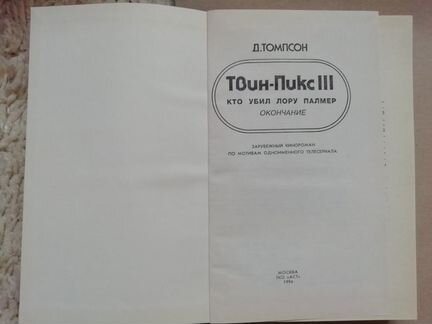 Д.ТОМПСОН
Твин-Пикс III
КТО УБИЛ ЛОРУ ПАЛМЕР
ОКОНЧАНИЕ
ЗАРУБЕЖНЫЙ КИНОРОМАН
ПО МОТИВАМ ОДНОИМЕННОГО ТЕЛЕСЕРИАЛА
МОСКВА
ТКО «АСТ»
1994